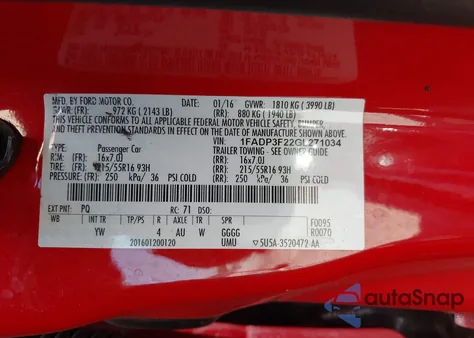 MFD. BY FORD MOTOR CO.
01/16 GVWR: 1810 KG ( 3990 LB)
GVWR: (FR): 972 KG ( 2143 LB) (RR): 880 KG ( 1940 LB)
THIS VEHICLE CONFORMS TO ALL APPLICABLE FEDERAL MOTOR VEHICLE SAFETY, BUMPER,
AND THEFT PREVENTION STANDARDS IN EFFECT ON THE DATE OF MANUFACTURE SHOWN ABOVE.
VIN: 1FADP3F22GL271034
TYPE: Passenger Car TRAILER TOWING - SEE OWNER GUIDE
RIM: (FR): 16x7.0J (RR): 16x7.0J
TIRE: (FR): 215/55R16 93H (RR): 215/55R16 93H
PRESSURE: (FR): 250 kPa/ 36 PSI COLD (RR): 250 kPa/ 36 PSI COLD
EXT PNT: PQ RC: 71 DSO:
WB INT TR TP/PS R AXLE TR SPR F0095
YW 4 AU W GGGG R0070
201601200120 UMU 5U5A-3520472-AA
autoSnap